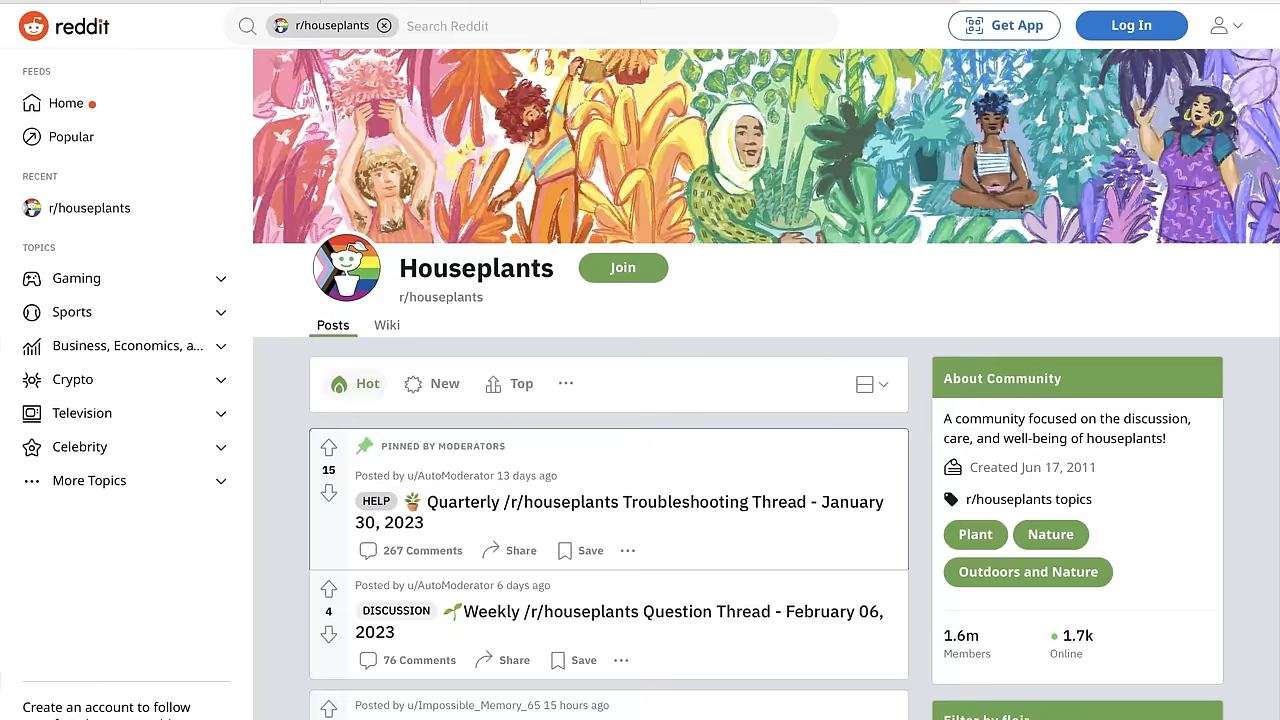 reddit
r/houseplants
Search Reddit
Get App
Log In
FEEDS
Home
Popular
RECENT
r/houseplants
TOPICS
Gaming
Sports
Business, Economics, a...
Crypto
Television
Celebrity
More Topics
Create an account to follow
Houseplants
Join
r/houseplants
Posts
Wiki
Hot
New
Top
PINNED BY MODERATORS
15
Posted by u/AutoModerator 13 days ago
HELP Quarterly /r/houseplants Troubleshooting Thread - January
30, 2023
267 Comments
Share
Save
Posted by u/AutoModerator 6 days ago
4
DISCUSSION Weekly /r/houseplants Question Thread - February 06,
2023
76 Comments
Share
Save
Posted by u/Impossible_Memory_65 15 hours ago
About Community
A community focused on the discussion,
care, and well-being of houseplants!
Created Jun 17, 2011
r/houseplants topics
Plant
Nature
Outdoors and Nature
1.6m
1.7k
Members
Online
Filter by flair